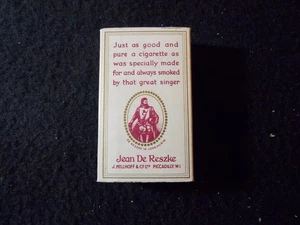 Just as good and
pure a cigarette as
was specially made
for and always smoked
by that great singer
Jean De Reszke
J. MILLHOFF & Co LTD PICCADILLY W.1